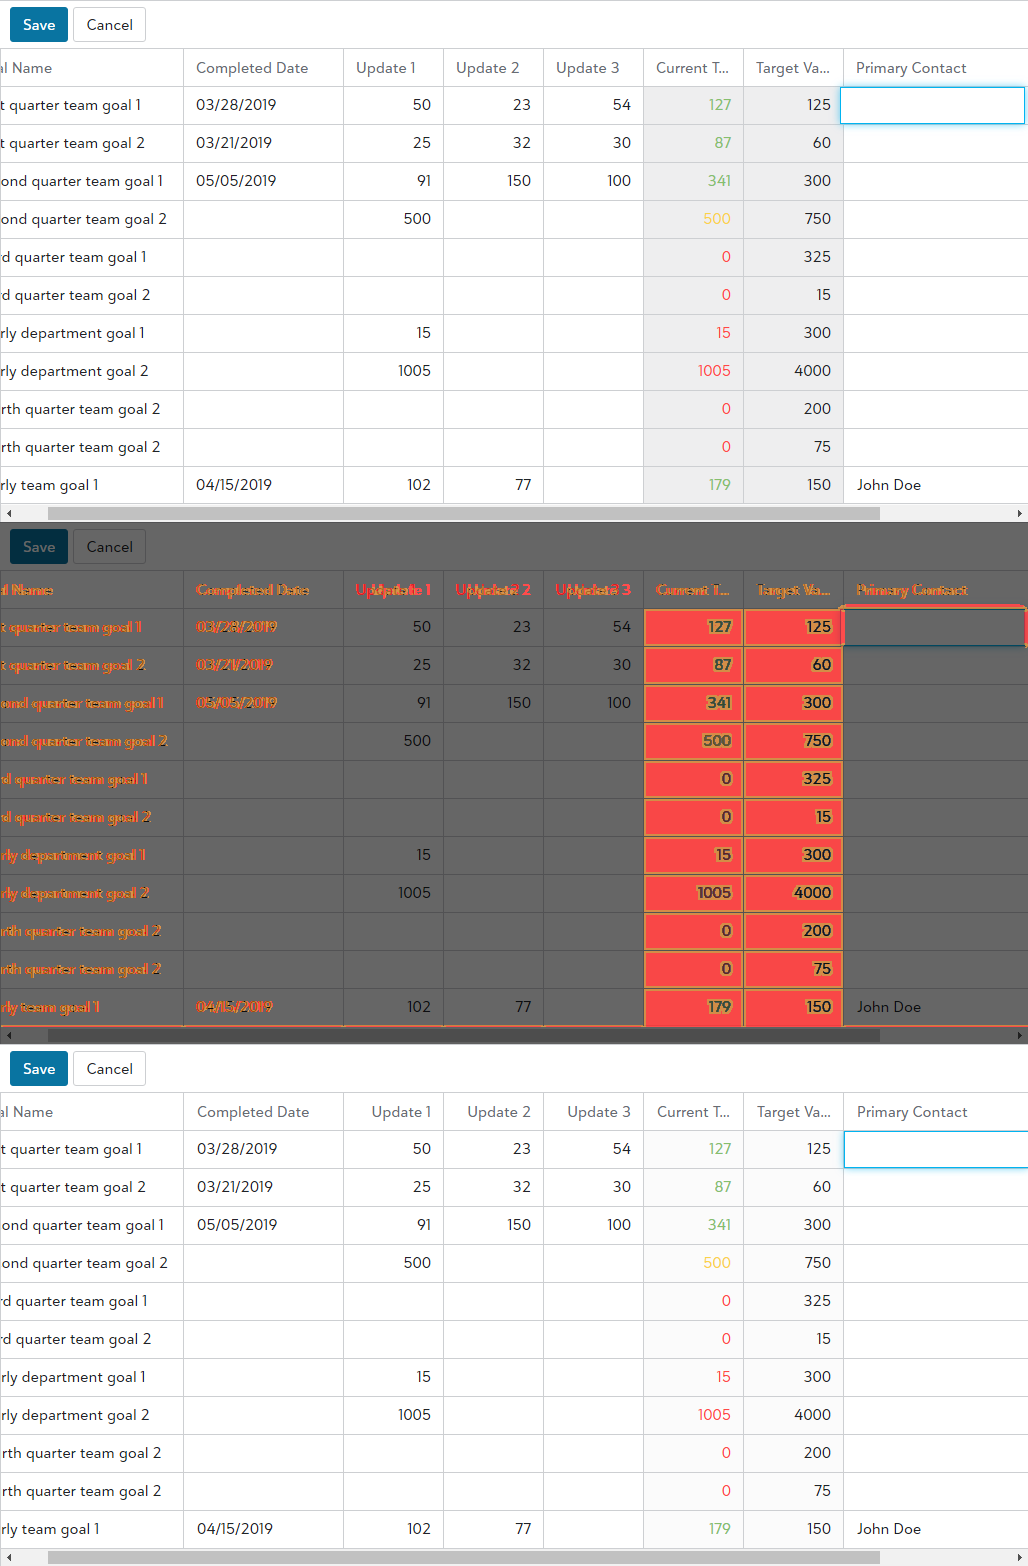 Save Cancel
al Name Completed Date Update 1 Update 2 Update 3 Current T... Target Va... Primary Contact
t quarter team goal 1 03/28/2019 50 23 54 127 125
t quarter team goal 2 03/21/2019 25 32 30 87 60
ond quarter team goal 1 05/05/2019 91 150 100 341 300
ond quarter team goal 2 500 500 750
rd quarter team goal 1 0 325
rd quarter team goal 2 0 15
rly department goal 1 15 15 300
rly department goal 2 1005 1005 4000
rth quarter team goal 2 0 200
rth quarter team goal 2 0 75
rly team goal 1 04/15/2019 102 77 179 150 John Doe
Save Cancel
al Name Completed Date Update 1 Update 2 Update 3 Current T... Target Va... Primary Contact
t quarter team goal 1 03/28/2019 50 23 54 127 125
t quarter team goal 2 03/21/2019 25 32 30 87 60
ond quarter team goal 1 05/05/2019 91 150 100 341 300
ond quarter team goal 2 500 500 750
rd quarter team goal 1 0 325
rd quarter team goal 2 0 15
rly department goal 1 15 15 300
rly department goal 2 1005 1005 4000
rth quarter team goal 2 0 200
rth quarter team goal 2 0 75
rly team goal 1 04/15/2019 102 77 179 150 John Doe
Save Cancel
al Name Completed Date Update 1 Update 2 Update 3 Current T... Target Va... Primary Contact
t quarter team goal 1 03/28/2019 50 23 54 127 125
t quarter team goal 2 03/21/2019 25 32 30 87 60
ond quarter team goal 1 05/05/2019 91 150 100 341 300
ond quarter team goal 2 500 500 750
rd quarter team goal 1 0 325
rd quarter team goal 2 0 15
rly department goal 1 15 15 300
rly department goal 2 1005 1005 4000
rth quarter team goal 2 0 200
rth quarter team goal 2 0 75
rly team goal 1 04/15/2019 102 77 179 150 John Doe